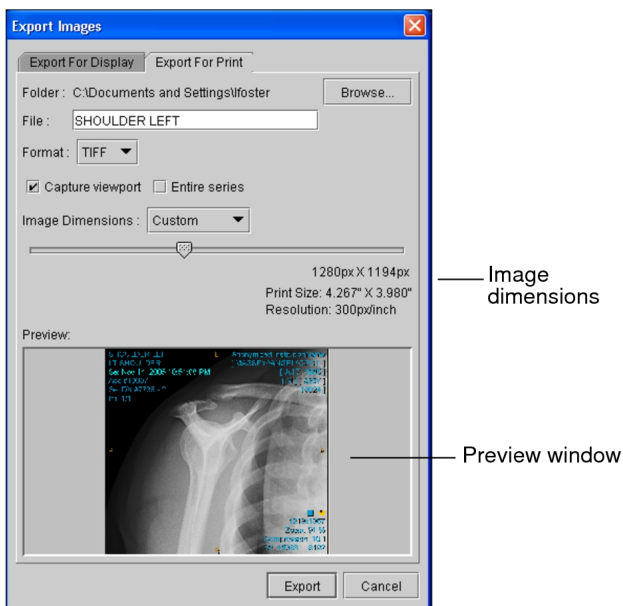 Export Images
Export For Display Export For Print
Folder : C:\Documents and Settings\lfoster Browse...
File : SHOULDER LEFT
Format : TIFF
Capture viewport Entire series
Image Dimensions : Custom
1280px X 1194px
Print Size: 4.267" X 3.980"
Resolution: 300px/inch
Image
dimensions
Preview:
Preview window
Export Cancel